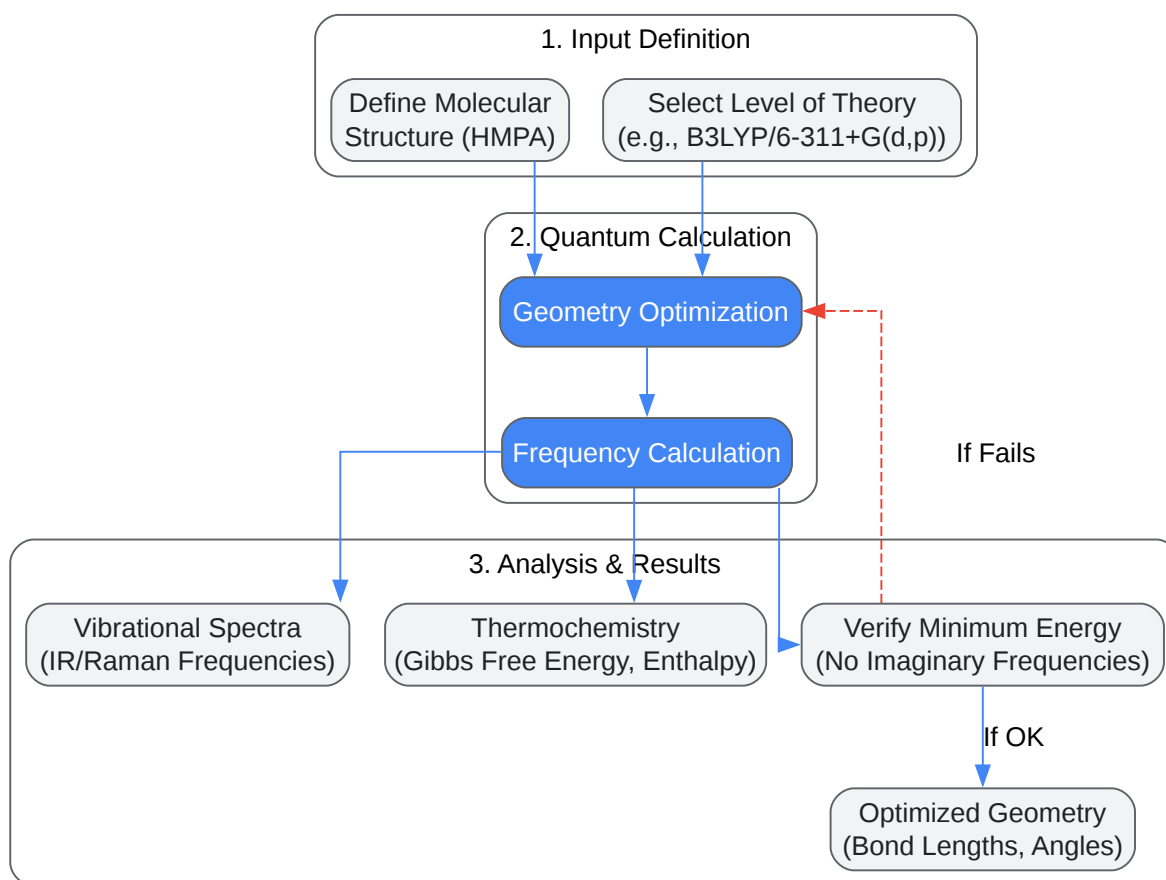 1. Input Definition
Define Molecular
Structure (HMPA)
Select Level of Theory
(e.g., B3LYP/6-311+G(d,p))
2. Quantum Calculation
Geometry Optimization
Frequency Calculation
If Fails
3. Analysis & Results
Vibrational Spectra
(IR/Raman Frequencies)
Thermochemistry
(Gibbs Free Energy, Enthalpy)
Verify Minimum Energy
(No Imaginary Frequencies)
If OK
Optimized Geometry
(Bond Lengths, Angles)